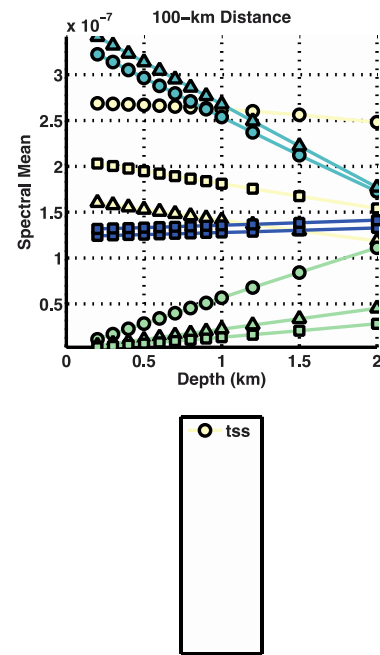 100−km Distance
x 10⁻⁷
3
2.5
2
1.5
1
0.5
Spectral Mean
0 0.5 1 1.5 2
Depth (km)
tss